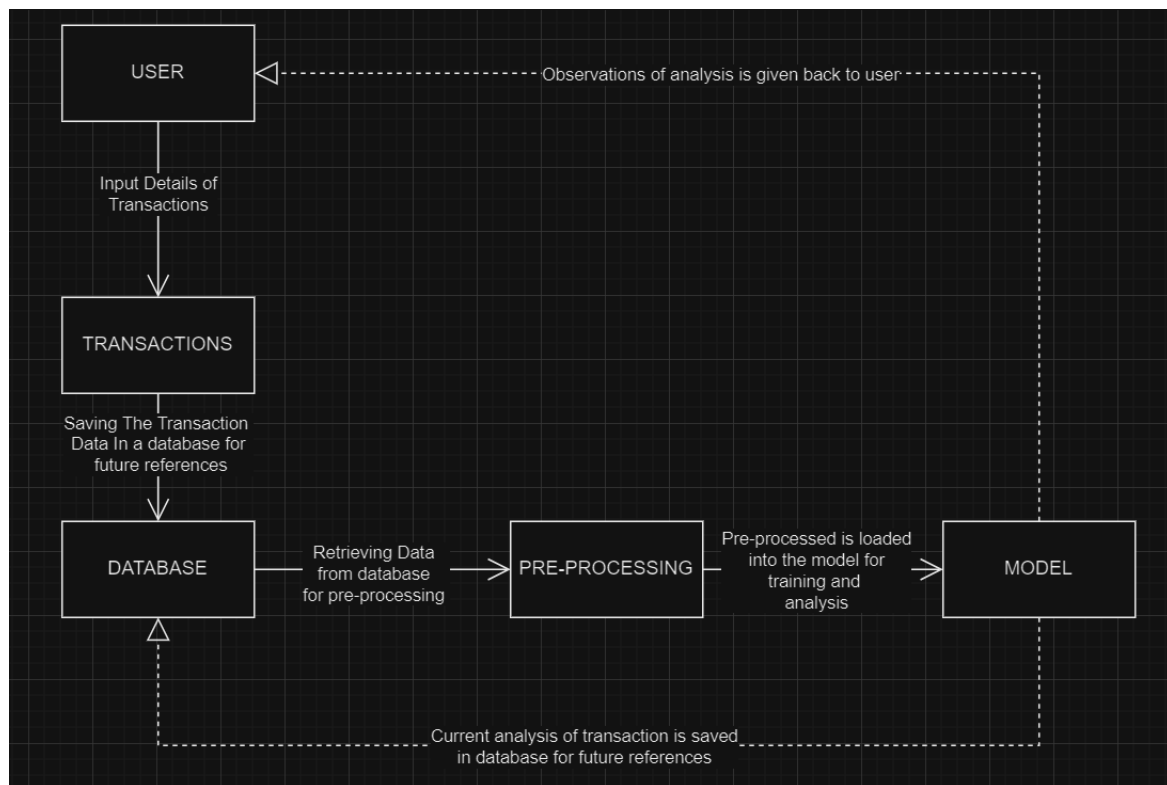 USER
Observations of analysis is given back to user
Input Details of
Transactions
TRANSACTIONS
Saving The Transaction
Data In a database for
future references
DATABASE
Retrieving Data
from database
for pre-processing
PRE-PROCESSING
Pre-processed is loaded
into the model for
training and
analysis
MODEL
Current analysis of transaction is saved
in database for future references